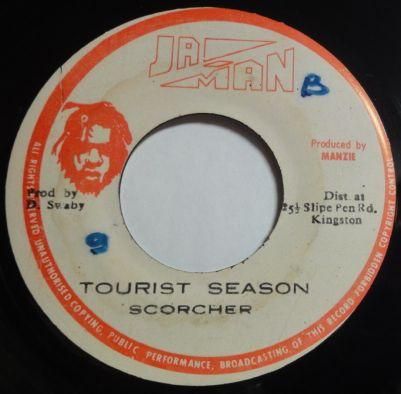 JA MAN
B
Produced by
MANZIE
Prod by
D. Swaby
Dist. at
25½ Slipe Pen Rd.
Kingston
9
TOURIST SEASON
SCORCHER
ALL RIGHTS RESERVED UNAUTHORISED COPYING, PUBLIC PERFORMANCE, BROADCASTING OF THIS RECORD FORBIDDEN COPYRIGHT CONTROL